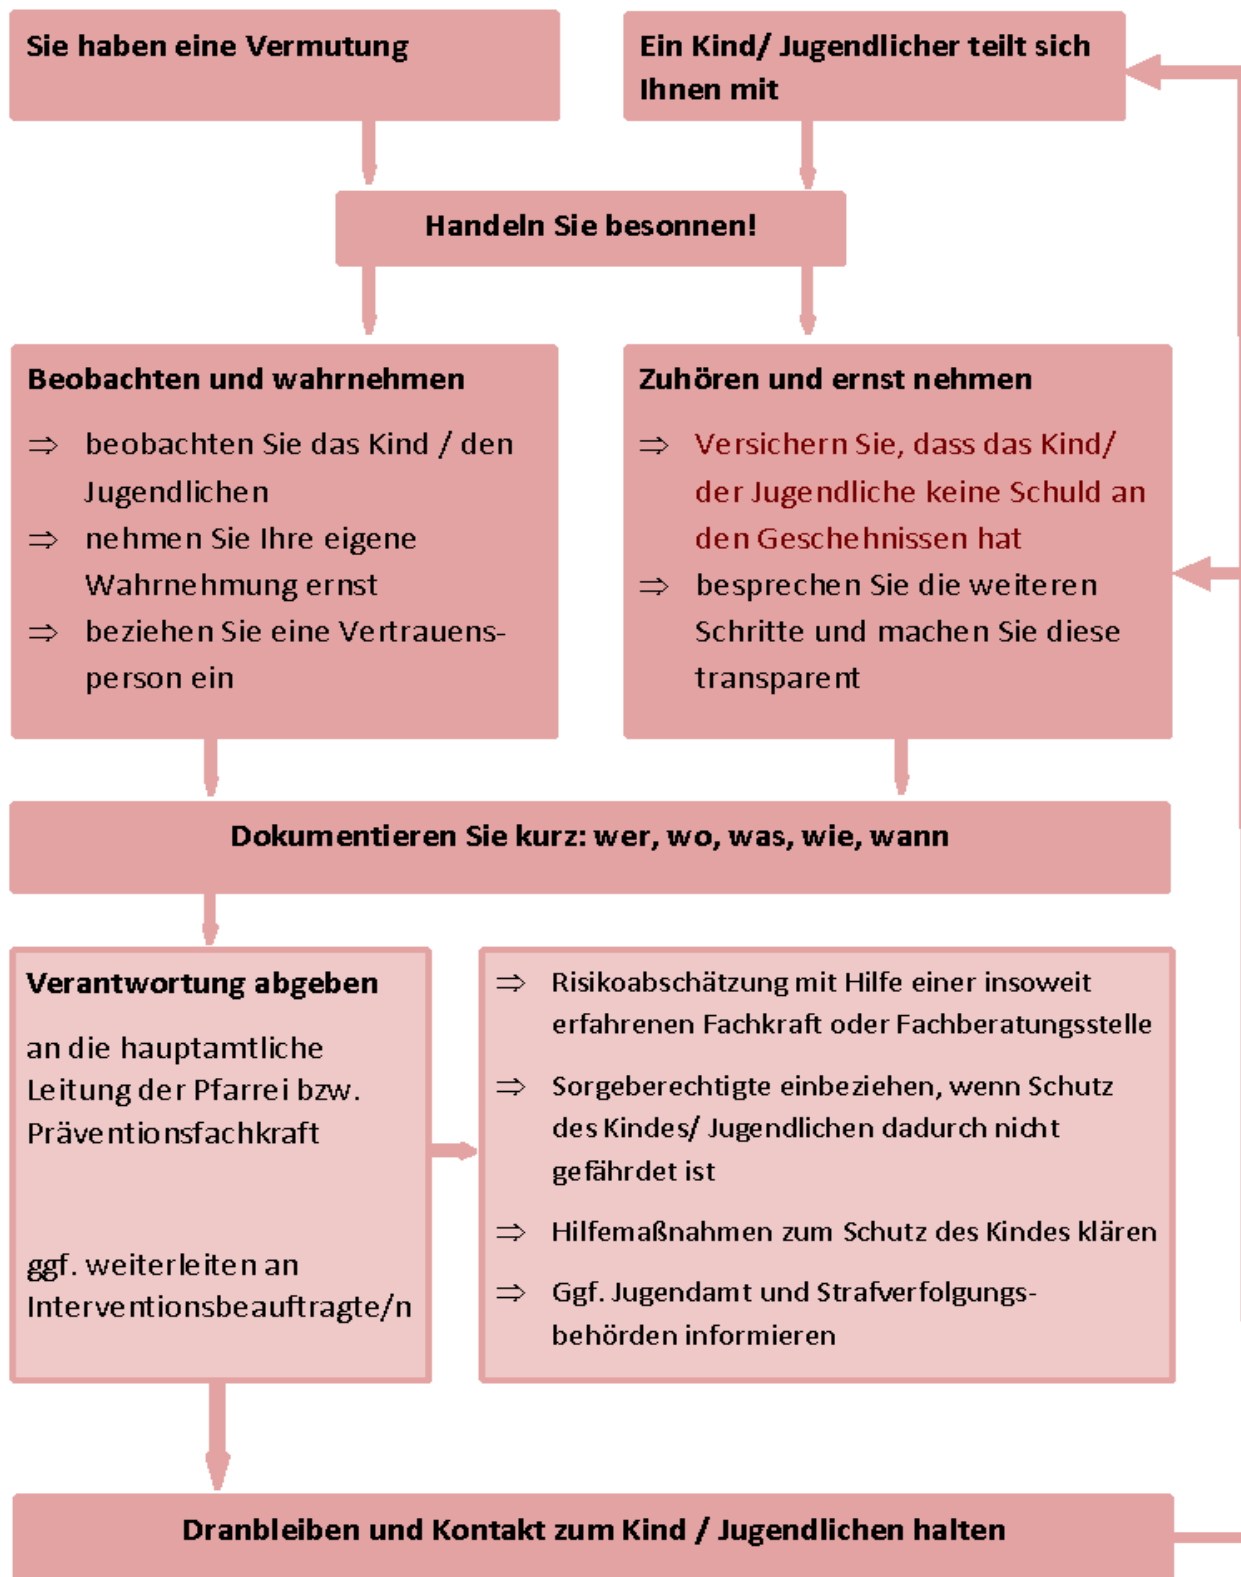 Sie haben eine Vermutung
Ein Kind/ Jugendlicher teilt sich
Ihnen mit
Handeln Sie besonnen!
Beobachten und wahrnehmen
⇒ beobachten Sie das Kind / den
Jugendlichen
⇒ nehmen Sie Ihre eigene
Wahrnehmung ernst
⇒ beziehen Sie eine Vertrauens-
person ein
Zuhören und ernst nehmen
⇒ Versichern Sie, dass das Kind/
der Jugendliche keine Schuld an
den Geschehnissen hat
⇒ besprechen Sie die weiteren
Schritte und machen Sie diese
transparent
Dokumentieren Sie kurz: wer, wo, was, wie, wann
Verantwortung abgeben
an die hauptamtliche
Leitung der Pfarrei bzw.
Präventionsfachkraft
ggf. weiterleiten an
Interventionsbeauftragte/n
⇒ Risikoabschätzung mit Hilfe einer insoweit
erfahrenen Fachkraft oder Fachberatungsstelle
⇒ Sorgeberechtigte einbeziehen, wenn Schutz
des Kindes/ Jugendlichen dadurch nicht
gefährdet ist
⇒ Hilfemaßnahmen zum Schutz des Kindes klären
⇒ Ggf. Jugendamt und Strafverfolgungs-
behörden informieren
Dranbleiben und Kontakt zum Kind / Jugendlichen halten